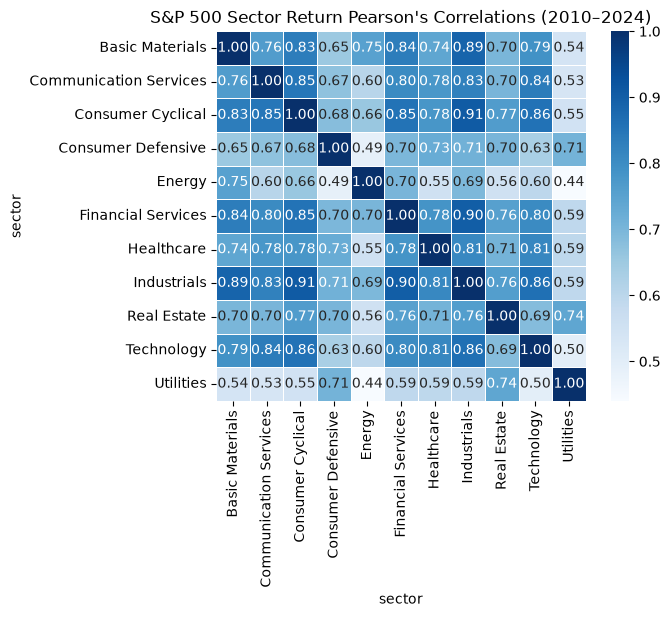 S&P 500 Sector Return Pearson's Correlations (2010–2024)
Basic Materials 1.00 0.76 0.83 0.65 0.75 0.84 0.74 0.89 0.70 0.79 0.54
Communication Services 0.76 1.00 0.85 0.67 0.60 0.80 0.78 0.83 0.70 0.84 0.53
Consumer Cyclical 0.83 0.85 1.00 0.68 0.66 0.85 0.78 0.91 0.77 0.86 0.55
Consumer Defensive 0.65 0.67 0.68 1.00 0.49 0.70 0.73 0.71 0.70 0.63 0.71
Energy 0.75 0.60 0.66 0.49 1.00 0.70 0.55 0.69 0.56 0.60 0.44
Financial Services 0.84 0.80 0.85 0.70 0.70 1.00 0.78 0.90 0.76 0.80 0.59
Healthcare 0.74 0.78 0.78 0.73 0.55 0.78 1.00 0.81 0.71 0.81 0.59
Industrials 0.89 0.83 0.91 0.71 0.69 0.90 0.81 1.00 0.76 0.86 0.59
Real Estate 0.70 0.70 0.77 0.70 0.56 0.76 0.71 0.76 1.00 0.69 0.74
Technology 0.79 0.84 0.86 0.63 0.60 0.80 0.81 0.86 0.69 1.00 0.50
Utilities 0.54 0.53 0.55 0.71 0.44 0.59 0.59 0.59 0.74 0.50 1.00
sector
Basic Materials
Communication Services
Consumer Cyclical
Consumer Defensive
Energy
Financial Services
Healthcare
Industrials
Real Estate
Technology
Utilities
sector
1.0
0.9
0.8
0.7
0.6
0.5